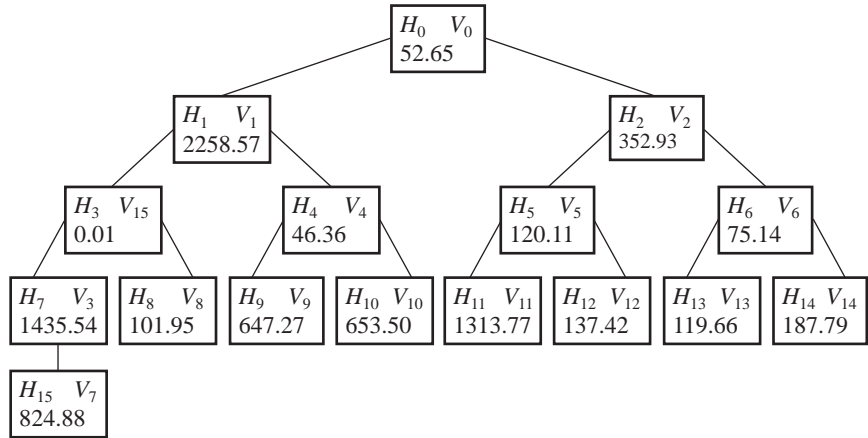 H₀ V₀
52.65
H₁ V₁
2258.57
H₂ V₂
352.93
H₃ V₁₅
0.01
H₄ V₄
46.36
H₅ V₅
120.11
H₆ V₆
75.14
H₇ V₃
1435.54
H₈ V₈
101.95
H₉ V₉
647.27
H₁₀ V₁₀
653.50
H₁₁ V₁₁
1313.77
H₁₂ V₁₂
137.42
H₁₃ V₁₃
119.66
H₁₄ V₁₄
187.79
H₁₅ V₇
824.88